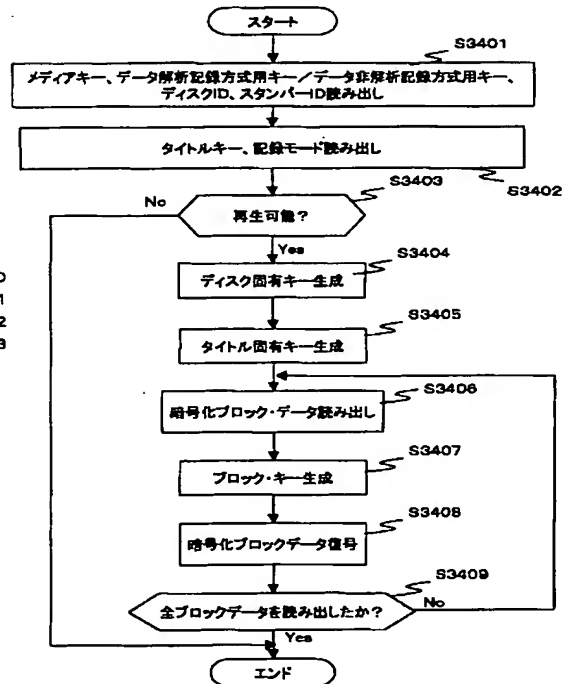 スタート
S3401
メディアキー、データ解析記録方式用キー/データ非解析記録方式用キー、
ディスクID、スタンパーID読み出し
タイトルキー、記録モード読み出し
S3402
S3403
No
再生可能?
Yes
S3404
ディスク固有キー生成
S3405
タイトル固有キー生成
S3406
暗号化ブロック・データ読み出し
S3407
ブロック・キー生成
S3408
暗号化ブロックデータ復号
S3409
全ブロックデータを読み出したか?
No
Yes
エンド
0
1
2
3